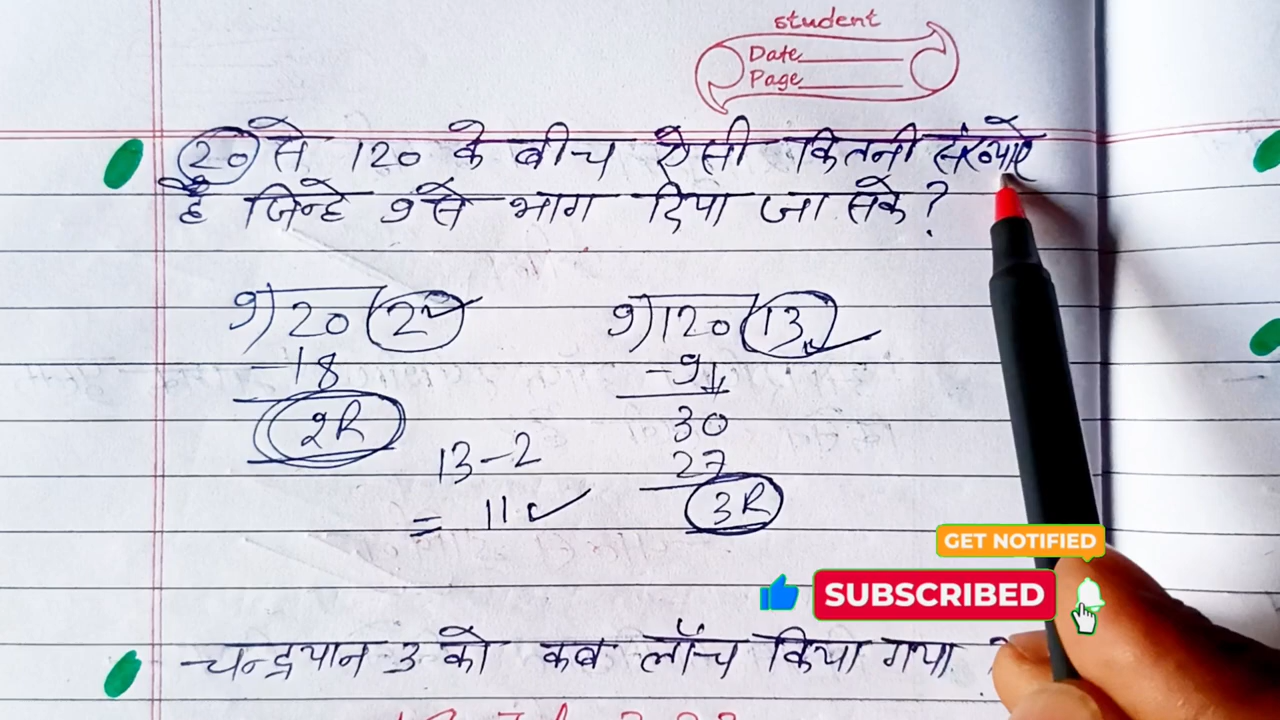 student
Date
Page
20 से 120 के बीच ऐसी कितनी संख्याऐ
है जिन्हे 9 से भाग दिया जा सके?
9)20(2
-18
2R
9)120(13
-9↓
30
27
3R
13-2
= 11 ✓
GET NOTIFIED
SUBSCRIBED
चन्द्रयान 3 को कब लॉंच किया गया ?